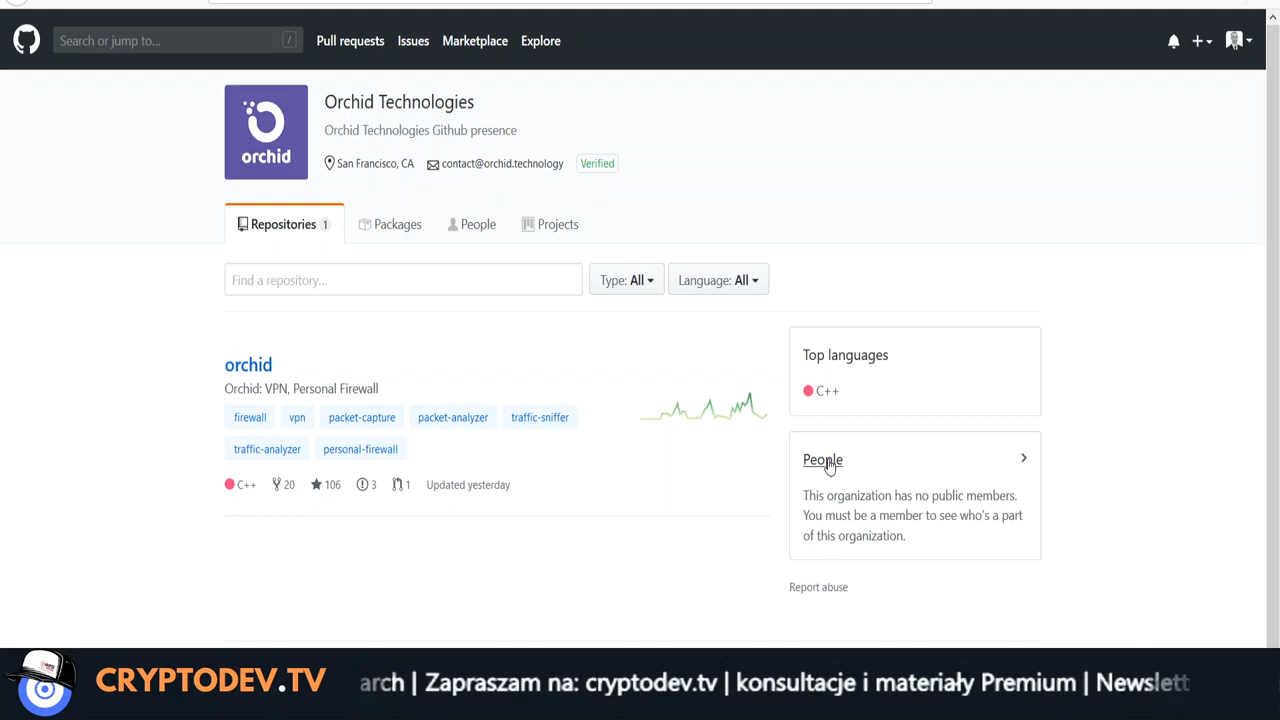 Search or jump to...
/
Pull requests
Issues
Marketplace
Explore
orchid
Orchid Technologies
Orchid Technologies Github presence
San Francisco, CA
contact@orchid.technology
Verified
Repositories 1
Packages
People
Projects
Find a repository...
Type: All
Language: All
orchid
Orchid: VPN, Personal Firewall
firewall
vpn
packet-capture
packet-analyzer
traffic-sniffer
traffic-analyzer
personal-firewall
C++
20
106
3
1
Updated yesterday
Top languages
C++
People
This organization has no public members.
You must be a member to see who's a part
of this organization.
Report abuse
CRYPTODEV.TV
arch | Zapraszam na: cryptodev.tv | konsultacje i materiały Premium | Newslett